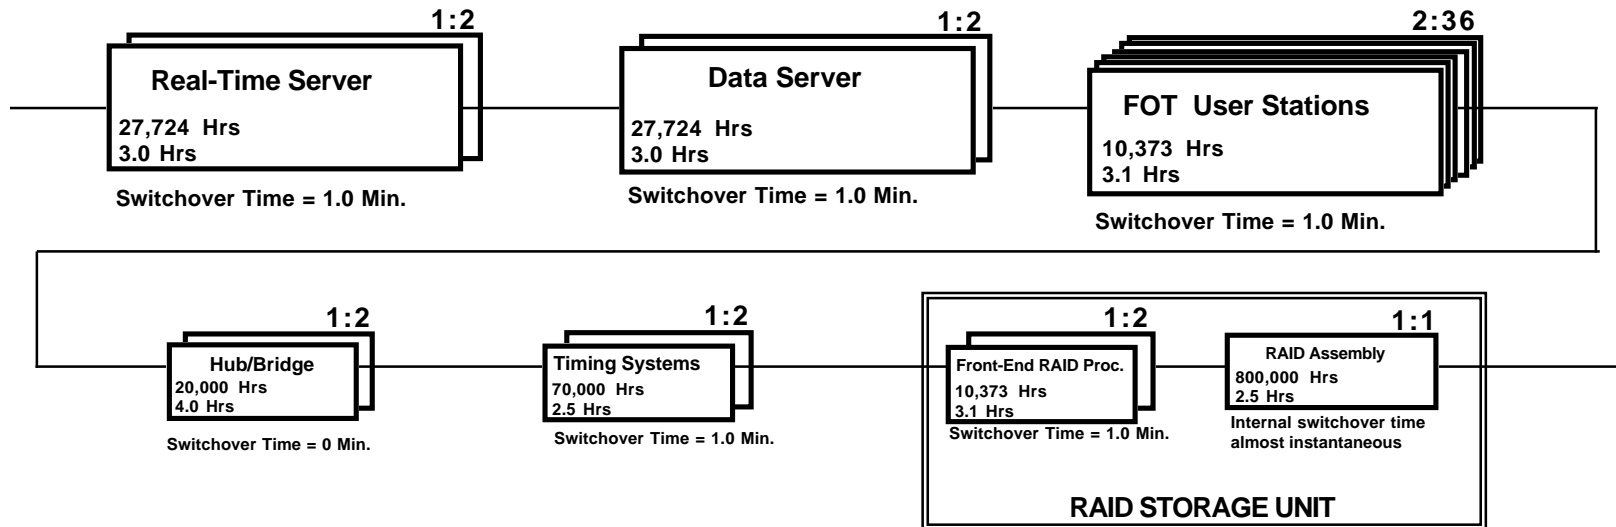 1:2
Real-Time Server
27,724 Hrs
3.0 Hrs
Switchover Time = 1.0 Min.
1:2
Data Server
27,724 Hrs
3.0 Hrs
Switchover Time = 1.0 Min.
2:36
FOT User Stations
10,373 Hrs
3.1 Hrs
Switchover Time = 1.0 Min.
1:2
Hub/Bridge
20,000 Hrs
4.0 Hrs
Switchover Time = 0 Min.
1:2
Timing Systems
70,000 Hrs
2.5 Hrs
Switchover Time = 1.0 Min.
1:2
Front-End RAID Proc.
10,373 Hrs
3.1 Hrs
Switchover Time = 1.0 Min.
1:1
RAID Assembly
800,000 Hrs
2.5 Hrs
Internal switchover time
almost instantaneous
RAID STORAGE UNIT